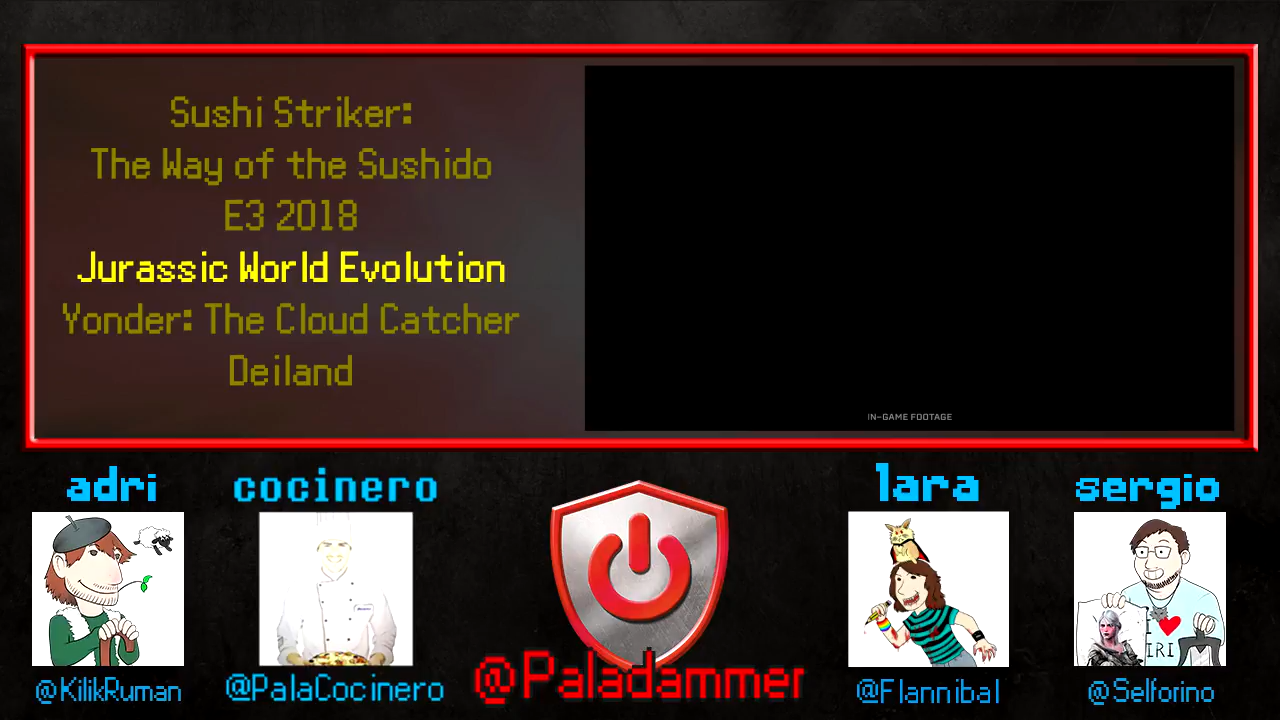 Sushi Striker:
The Way of the Sushido
E3 2018
Jurassic World Evolution
Yonder: The Cloud Catcher
Deiland
IN-GAME FOOTAGE
adri
cocinero
lara
sergio
I ❤
IRI
@KilikRuman
@PalaCocinero
@Paladammer
@Flannibal
@Selforino